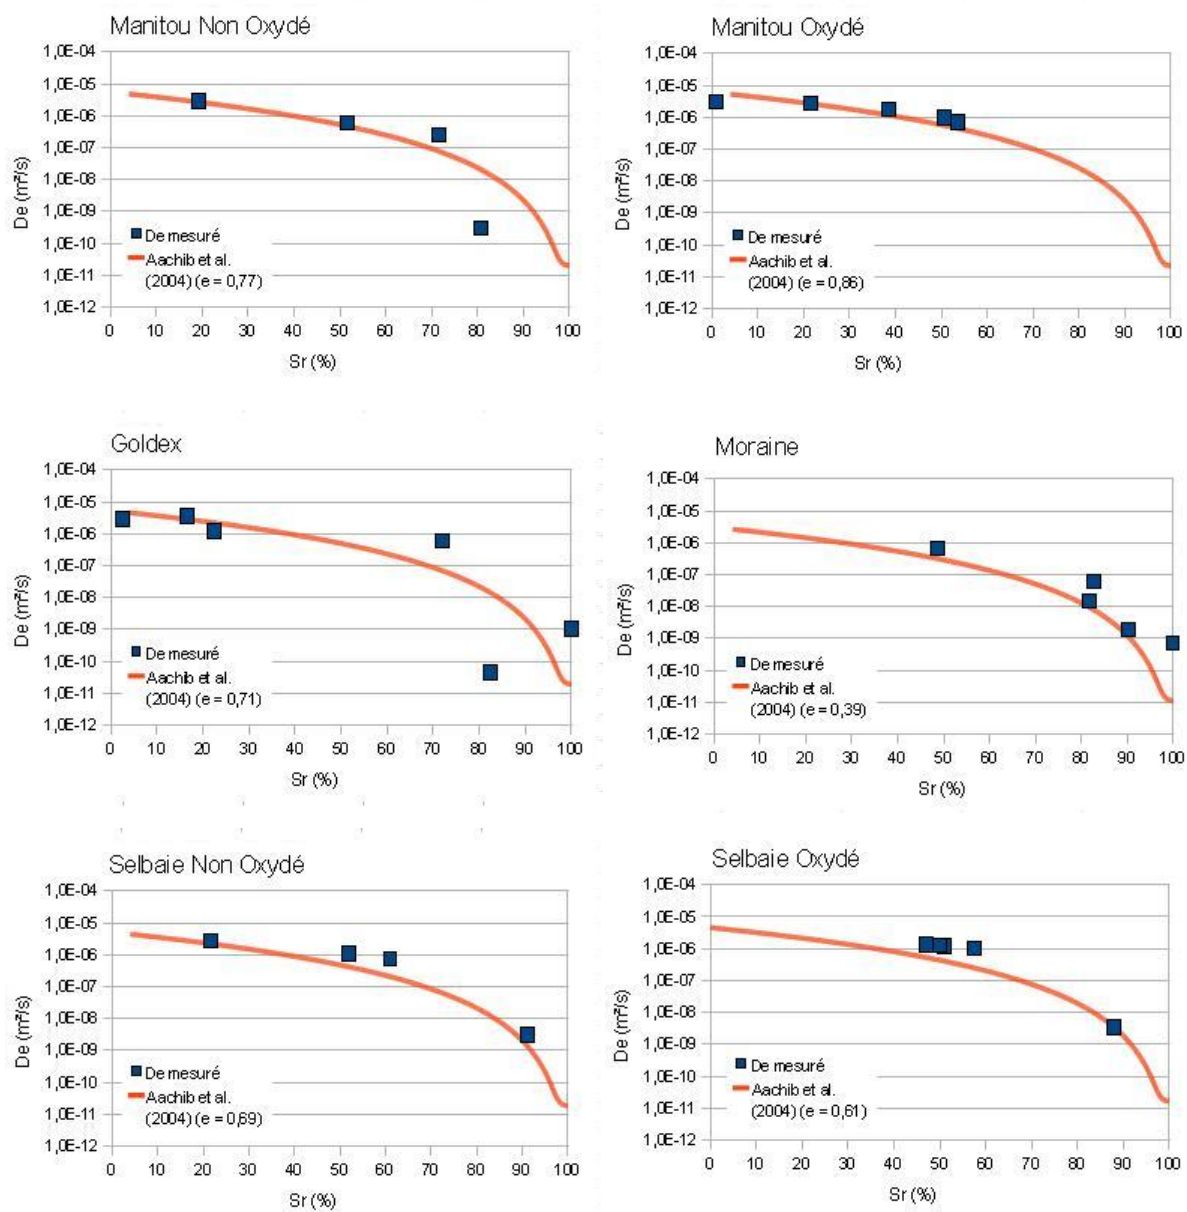 Manitou Non Oxydé
1,0E-04
1,0E-05
1,0E-06
1,0E-07
1,0E-08
1,0E-09
1,0E-10
1,0E-11
1,0E-12
De (m²/s)
De mesuré
Aachib et al.
(2004) (e = 0,77)
0 10 20 30 40 50 60 70 80 90 100
Sr (%)
Manitou Oxydé
1,0E-04
1,0E-05
1,0E-06
1,0E-07
1,0E-08
1,0E-09
1,0E-10
1,0E-11
1,0E-12
De (m²/s)
De mesuré
Aachib et al.
(2004) (e = 0,86)
0 10 20 30 40 50 60 70 80 90 100
Sr (%)
Goldex
1,0E-04
1,0E-05
1,0E-06
1,0E-07
1,0E-08
1,0E-09
1,0E-10
1,0E-11
1,0E-12
De (m²/s)
De mesuré
Aachib et al.
(2004) (e = 0,71)
0 10 20 30 40 50 60 70 80 90 100
Sr (%)
Moraine
1,0E-04
1,0E-05
1,0E-06
1,0E-07
1,0E-08
1,0E-09
1,0E-10
1,0E-11
1,0E-12
De (m²/s)
De mesuré
Aachib et al.
(2004) (e = 0,39)
0 10 20 30 40 50 60 70 80 90 100
Sr (%)
Selbaie Non Oxydé
1,0E-04
1,0E-05
1,0E-06
1,0E-07
1,0E-08
1,0E-09
1,0E-10
1,0E-11
1,0E-12
De (m²/s)
De mesuré
Aachib et al.
(2004) (e = 0,69)
0 10 20 30 40 50 60 70 80 90 100
Sr (%)
Selbaie Oxydé
1,0E-04
1,0E-05
1,0E-06
1,0E-07
1,0E-08
1,0E-09
1,0E-10
1,0E-11
1,0E-12
De (m²/s)
De mesuré
Aachib et al.
(2004) (e = 0,61)
0 10 20 30 40 50 60 70 80 90 100
Sr (%)